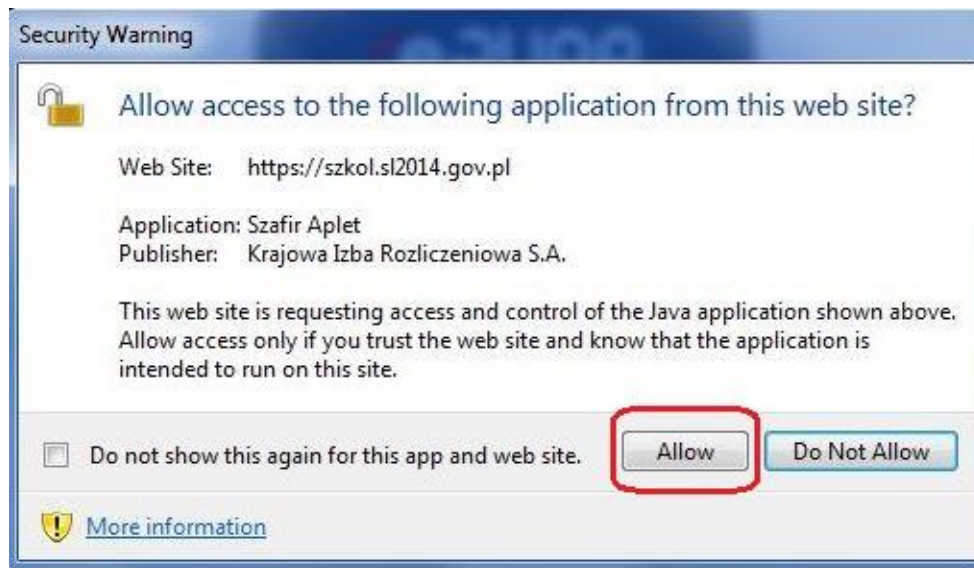 Security Warning
Allow access to the following application from this web site?
Web Site: https://szkol.sl2014.gov.pl
Application: Szafir Aplet
Publisher: Krajowa Izba Rozliczeniowa S.A.
This web site is requesting access and control of the Java application shown above.
Allow access only if you trust the web site and know that the application is
intended to run on this site.
Do not show this again for this app and web site.
Allow
Do Not Allow
More information